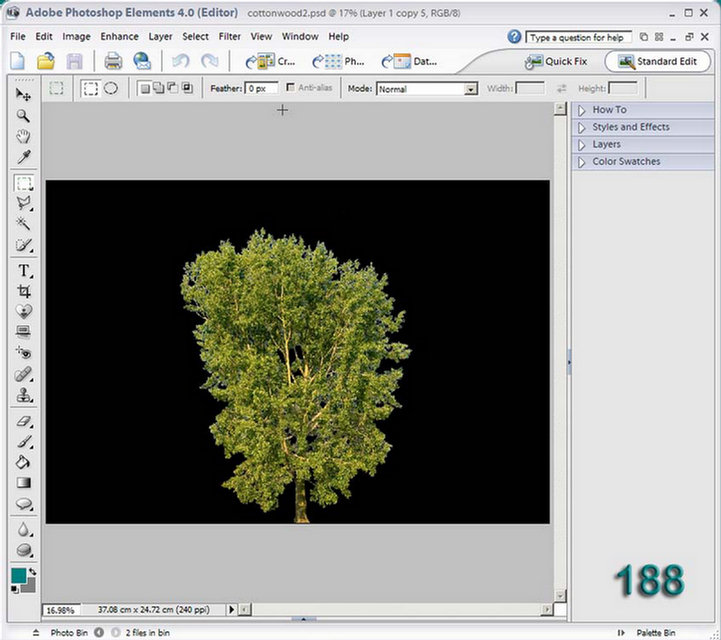 Adobe Photoshop Elements 4.0 (Editor) cottonwood2.psd @ 17% (Layer 1 copy 5, RGB/8)
File Edit Image Enhance Layer Select Filter View Window Help Type a question for help
Cr... Ph... Dat... Quick Fix Standard Edit
Feather: 0 px Anti-alias Mode: Normal Width: Height:
How To
Styles and Effects
Layers
Color Swatches
T
188
16.98% 37.08 cm x 24.72 cm (240 ppi)
Photo Bin 2 files in bin Palette Bin